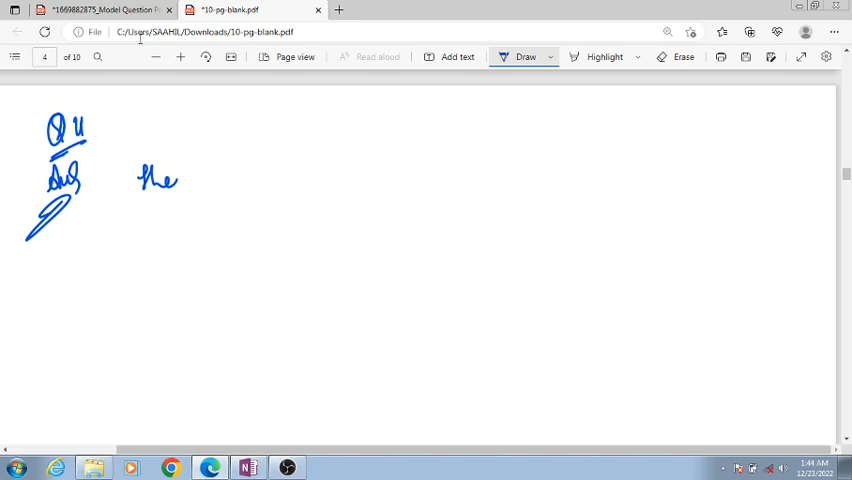 *1669882875_Model Question P
*10-pg-blank.pdf
File
C:/Users/SAAHIL/Downloads/10-pg-blank.pdf
4 of 10
Page view
Read aloud
Add text
Draw
Highlight
Erase
Q 11
Ans the
1:44 AM
12/23/2022